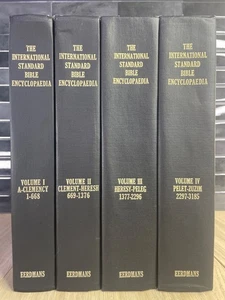 THE
INTERNATIONAL
STANDARD
BIBLE
ENCYCLOPAEDIA
VOLUME I
A-CLEMENCY
1-668
EERDMANS
THE
INTERNATIONAL
STANDARD
BIBLE
ENCYCLOPAEDIA
VOLUME II
CLEMENT-HERESH
669-1376
EERDMANS
THE
INTERNATIONAL
STANDARD
BIBLE
ENCYCLOPAEDIA
VOLUME III
HERESY-PELEG
1377-2296
EERDMANS
THE
INTERNATIONAL
STANDARD
BIBLE
ENCYCLOPAEDIA
VOLUME IV
PELET-ZUZIM
2297-3185
EERDMANS